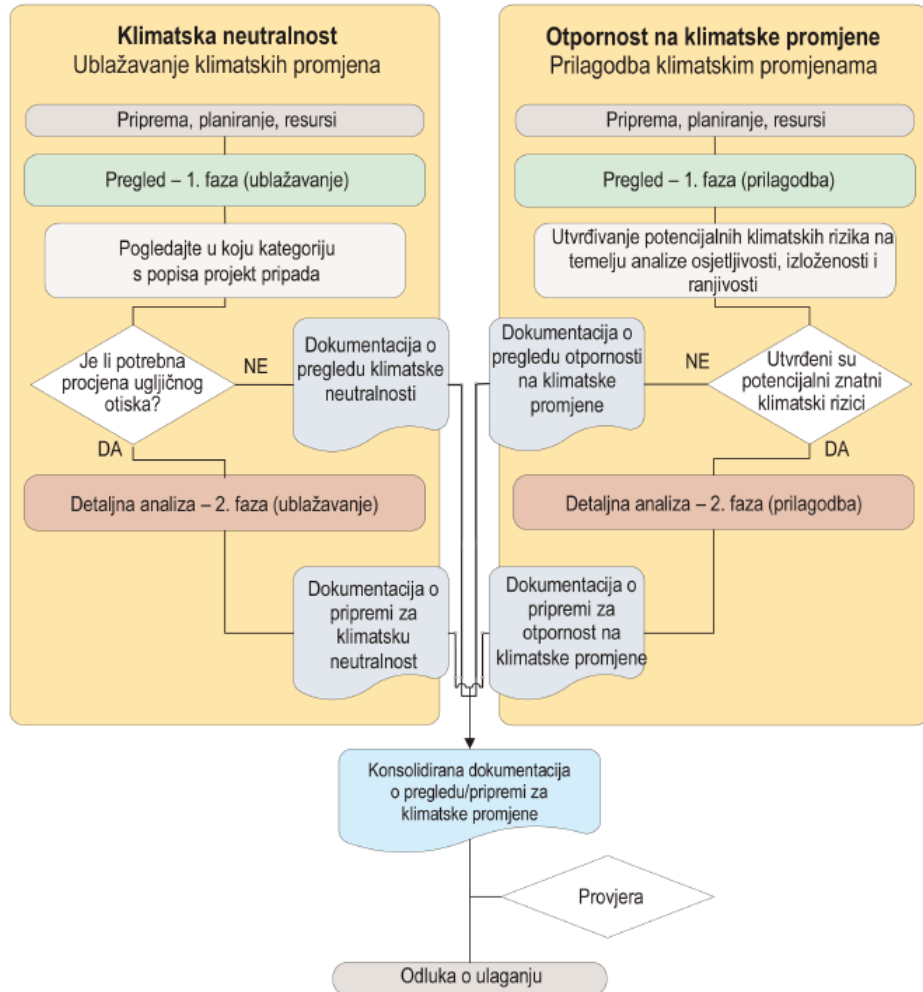 Klimatska neutralnost
Ublažavanje klimatskih promjena
Priprema, planiranje, resursi
Pregled – 1. faza (ublažavanje)
Pogledajte u koju kategoriju
s popisa projekt pripada
Je li potrebna
procjena ugljičnog
otiska?
NE
Dokumentacija o
pregledu klimatske
neutralnosti
DA
Detaljna analiza – 2. faza (ublažavanje)
Dokumentacija o
pripremi za
klimatsku
neutralnost
Otpornost na klimatske promjene
Prilagodba klimatskim promjenama
Priprema, planiranje, resursi
Pregled – 1. faza (prilagodba)
Utvrđivanje potencijalnih klimatskih rizika na
temelju analize osjetljivosti, izloženosti i
ranjivosti
Dokumentacija o
pregledu otpornosti
na klimatske
promjene
NE
Utvrđeni su
potencijalni znatni
klimatski rizici
DA
Detaljna analiza – 2. faza (prilagodba)
Dokumentacija o
pripremi za
otpornost na
klimatske promjene
Konsolidirana dokumentacija
o pregledu/pripremi za
klimatske promjene
Provjera
Odluka o ulaganju